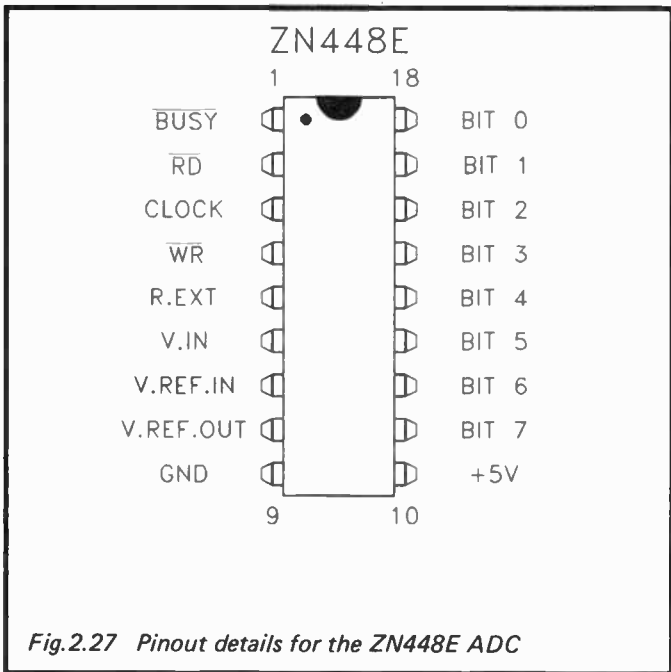 ZN448E
1 18
BUSY BIT 0
RD BIT 1
CLOCK BIT 2
WR BIT 3
R.EXT BIT 4
V.IN BIT 5
V.REF.IN BIT 6
V.REF.OUT BIT 7
GND +5V
9 10
Fig.2.27 Pinout details for the ZN448E ADC